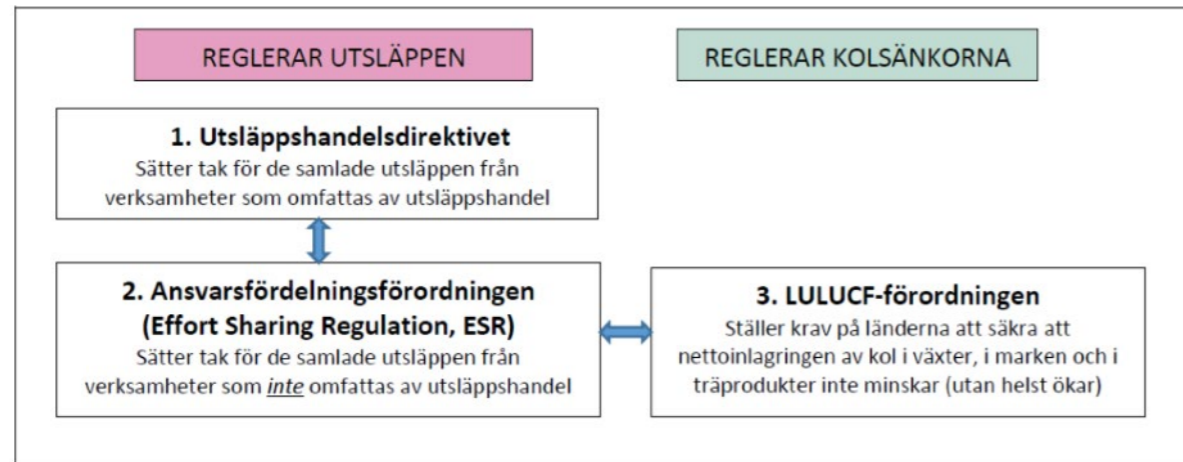 REGLERAR UTSLÄPPEN
REGLERAR KOLSÄNKORNA
1. Utsläppshandelsdirektivet
Sätter tak för de samlade utsläppen från
verksamheter som omfattas av utsläppshandel
2. Ansvarsfördelningsförordningen
(Effort Sharing Regulation, ESR)
Sätter tak för de samlade utsläppen från
verksamheter som inte omfattas av utsläppshandel
3. LULUCF-förordningen
Ställer krav på länderna att säkra att
nettoinlagringen av kol i växter, i marken och i
träprodukter inte minskar (utan helst ökar)